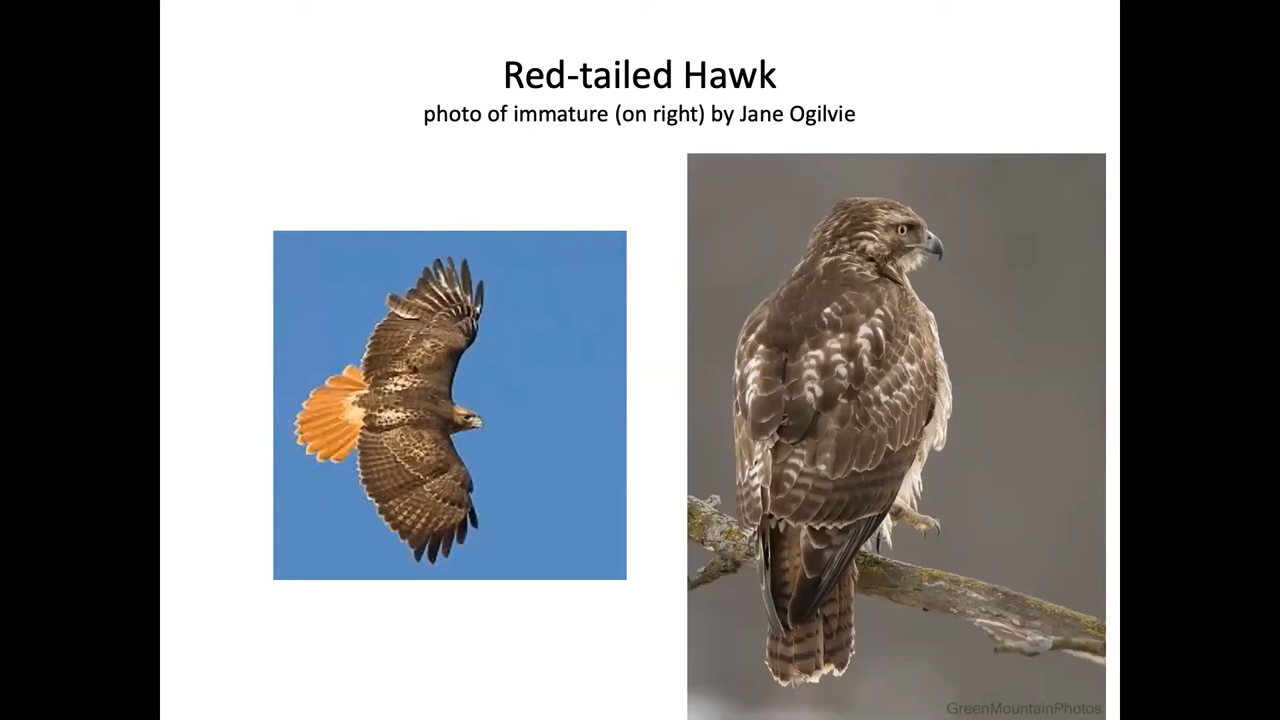 Red-tailed Hawk
photo of immature (on right) by Jane Ogilvie
GreenMountainPhotos